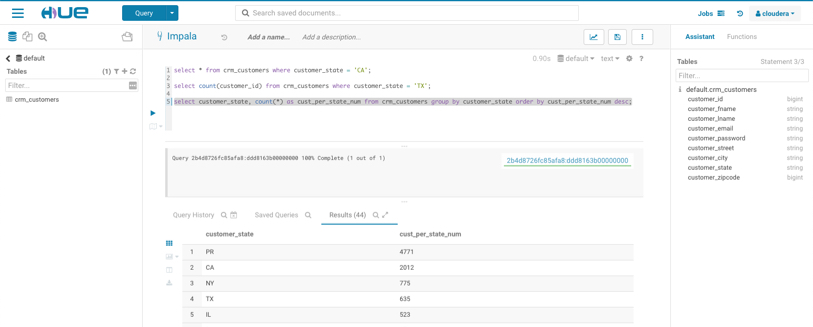 HUE
Query
Search saved documents...
Jobs
cloudera
default
Tables
(1)
Filter...
crm_customers
Impala
Add a name...
Add a description...
0.90s
default
text
?
1 select * from crm_customers where customer_state = 'CA';
2
3 select count(customer_id) from crm_customers where customer_state = 'TX';
4
5 select customer_state, count(*) as cust_per_state_num from crm_customers group by customer_state order by cust_per_state_num desc;
Query 2b4d8726fc85afa8:ddd8163b00000000 100% Complete (1 out of 1)
2b4d8726fc85afa8:ddd8163b00000000
Query History
Saved Queries
Results (44)
customer_state cust_per_state_num
1 PR 4771
2 CA 2012
3 NY 775
4 TX 635
5 IL 523
Assistant
Functions
Tables
Statement 3/3
Filter...
default.crm_customers
customer_id bigint
customer_fname string
customer_lname string
customer_email string
customer_password string
customer_street string
customer_city string
customer_state string
customer_zipcode bigint